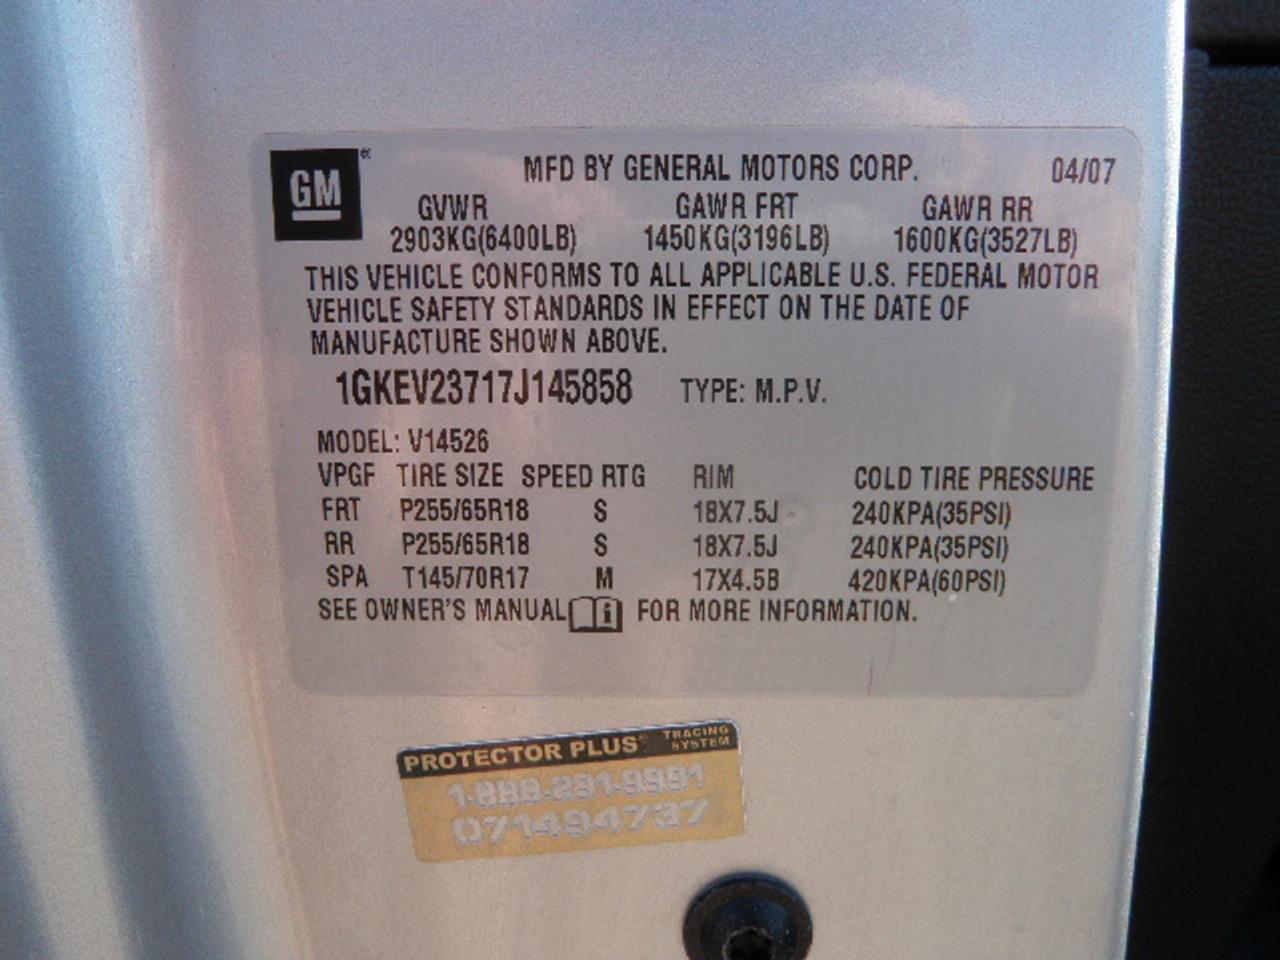 GM®
MFD BY GENERAL MOTORS CORP. 04/07
GVWR GAWR FRT GAWR RR
2903KG(6400LB) 1450KG(3196LB) 1600KG(3527LB)
THIS VEHICLE CONFORMS TO ALL APPLICABLE U.S. FEDERAL MOTOR
VEHICLE SAFETY STANDARDS IN EFFECT ON THE DATE OF
MANUFACTURE SHOWN ABOVE.
1GKEV23717J145858 TYPE: M.P.V.
MODEL: V14526
VPGF TIRE SIZE SPEED RTG RIM COLD TIRE PRESSURE
FRT P255/65R18 S 18X7.5J 240KPA(35PSI)
RR P255/65R18 S 18X7.5J 240KPA(35PSI)
SPA T145/70R17 M 17X4.5B 420KPA(60PSI)
SEE OWNER'S MANUAL i FOR MORE INFORMATION.
PROTECTOR PLUS® TRACING
SYSTEM
071494737